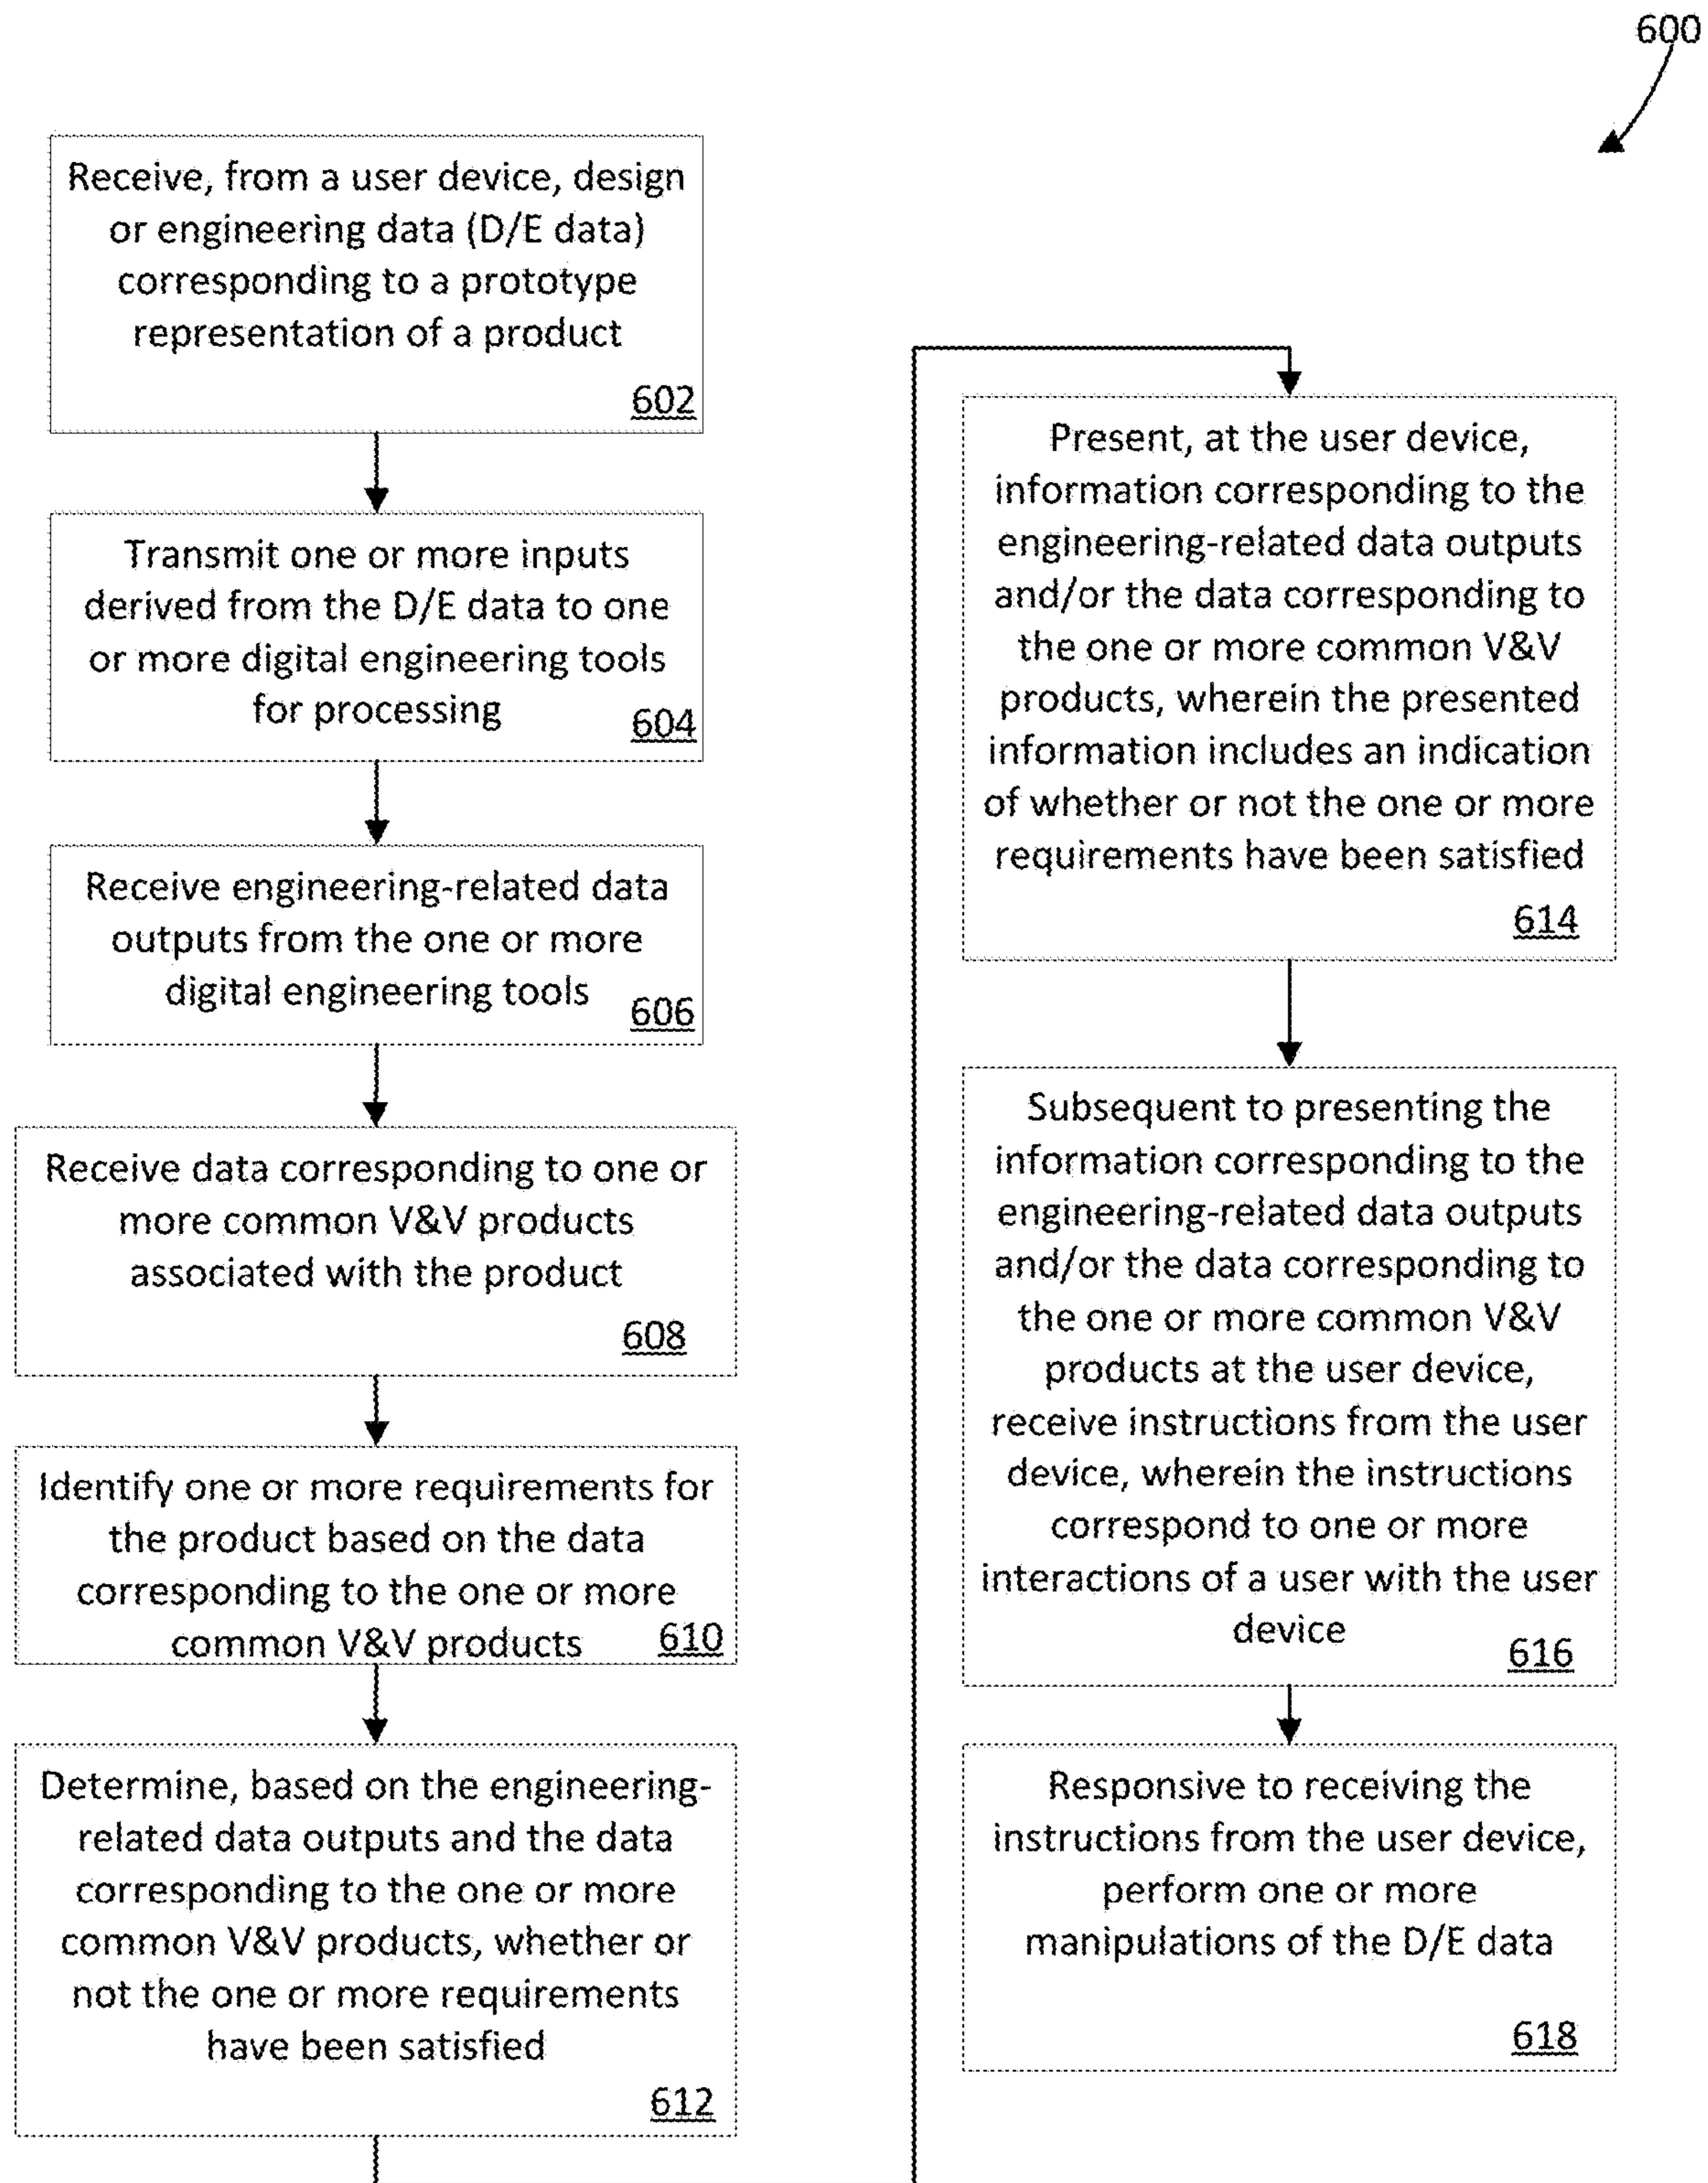 600
Receive, from a user device, design
or engineering data (D/E data)
corresponding to a prototype
representation of a product
602
Transmit one or more inputs
derived from the D/E data to one
or more digital engineering tools
for processing
604
Receive engineering-related data
outputs from the one or more
digital engineering tools
606
Receive data corresponding to one or
more common V&V products
associated with the product
608
Identify one or more requirements for
the product based on the data
corresponding to the one or more
common V&V products
610
Determine, based on the engineering-
related data outputs and the data
corresponding to the one or more
common V&V products, whether or
not the one or more requirements
have been satisfied
612
Present, at the user device,
information corresponding to the
engineering-related data outputs
and/or the data corresponding to
the one or more common V&V
products, wherein the presented
information includes an indication
of whether or not the one or more
requirements have been satisfied
614
Subsequent to presenting the
information corresponding to the
engineering-related data outputs
and/or the data corresponding to
the one or more common V&V
products at the user device,
receive instructions from the user
device, wherein the instructions
correspond to one or more
interactions of a user with the user
device
616
Responsive to receiving the
instructions from the user device,
perform one or more
manipulations of the D/E data
618